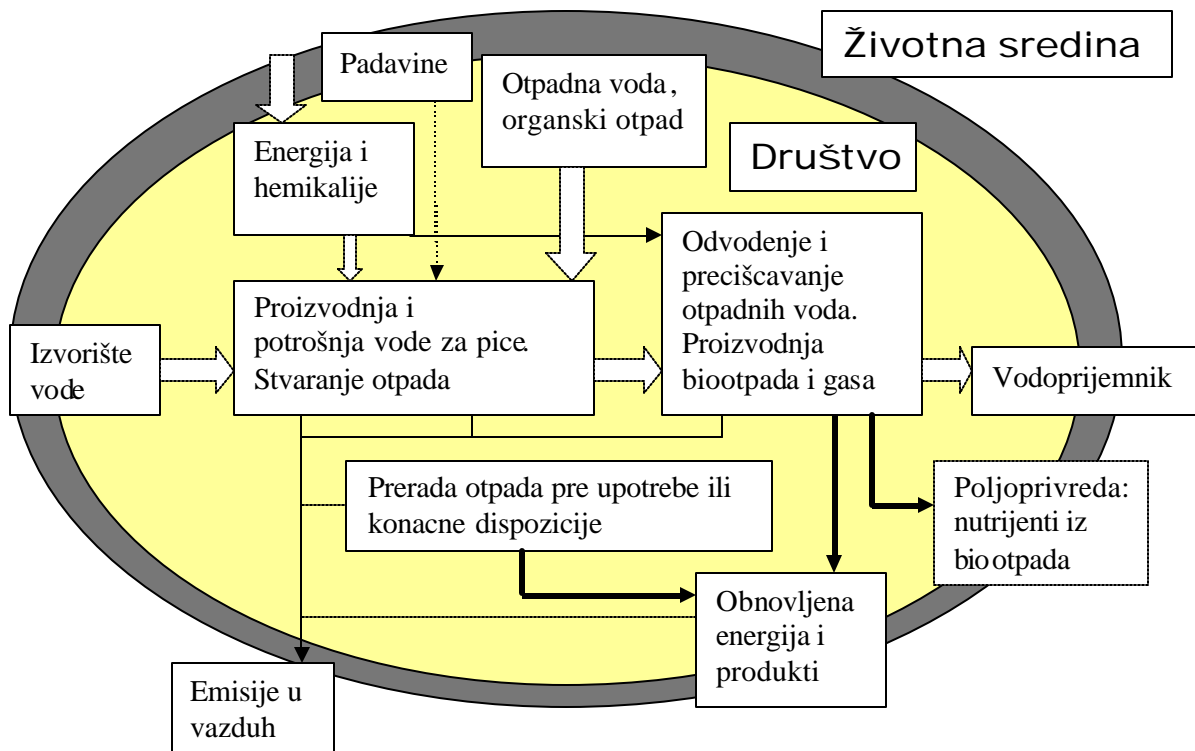 Životna sredina
Padavine
Otpadna voda,
organski otpad
Društvo
Energija i
hemikalije
Odvodenje i
precišcavanje
otpadnih voda.
Proizvodnja
biootpada i gasa
Proizvodnja i
potrošnja vode za pice.
Stvaranje otpada
Izvorište
vode
Vodoprijemnik
Prerada otpada pre upotrebe ili
konacne dispozicije
Poljoprivreda:
nutrijenti iz
biootpada
Obnovljena
energija i
produkti
Emisije u
vazduh